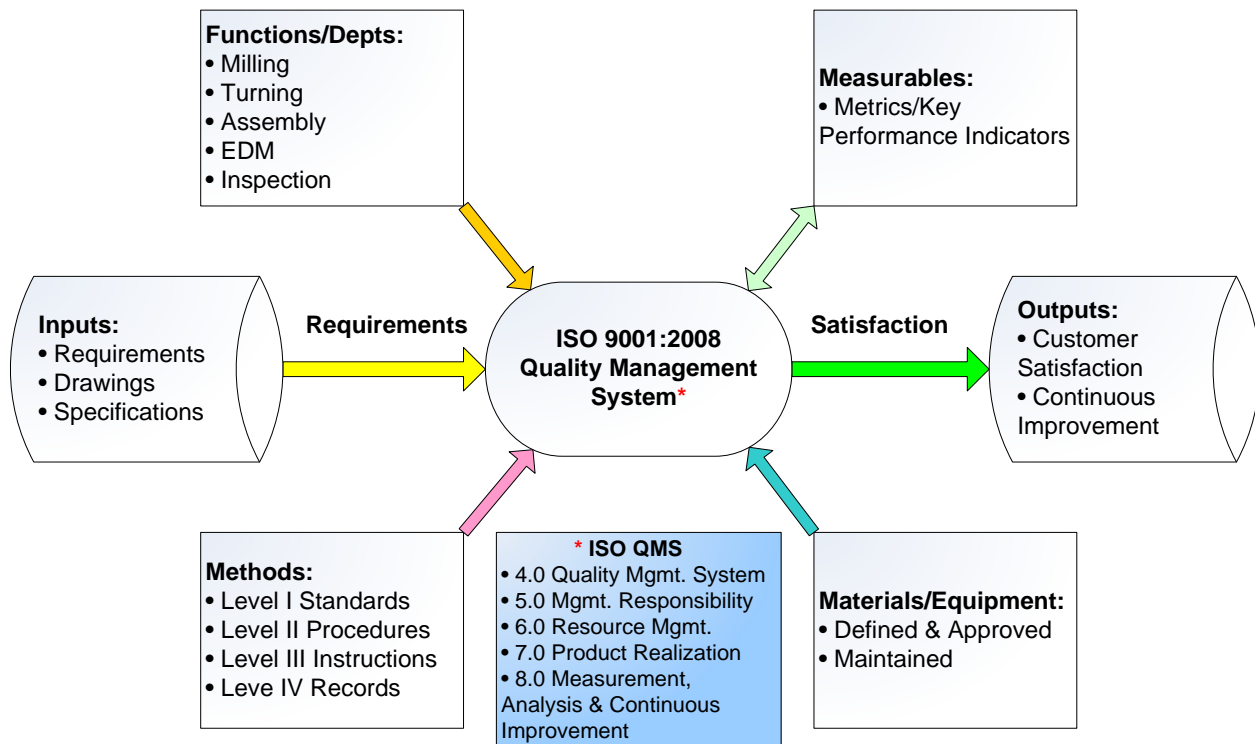 Functions/Depts:
• Milling
• Turning
• Assembly
• EDM
• Inspection
Measurables:
• Metrics/Key
Performance Indicators
Inputs:
• Requirements
• Drawings
• Specifications
Requirements
ISO 9001:2008
Quality Management
System*
Satisfaction
Outputs:
• Customer
Satisfaction
• Continuous
Improvement
Methods:
• Level I Standards
• Level II Procedures
• Level III Instructions
• Leve IV Records
* ISO QMS
• 4.0 Quality Mgmt. System
• 5.0 Mgmt. Responsibility
• 6.0 Resource Mgmt.
• 7.0 Product Realization
• 8.0 Measurement,
Analysis & Continuous
Improvement
Materials/Equipment:
• Defined & Approved
• Maintained